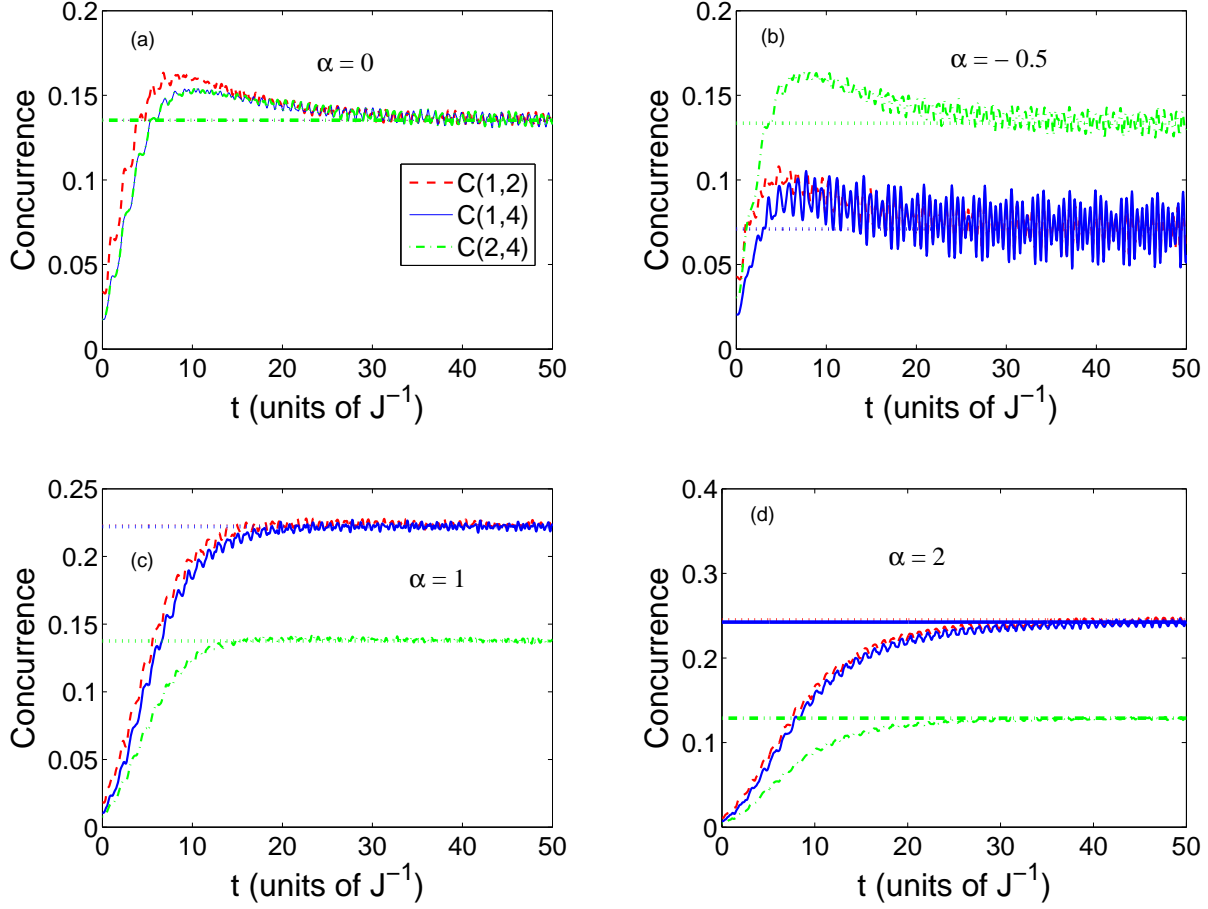 0.2
(a)
α = 0
0.15
Concurrence
0.1
C(1,2)
C(1,4)
C(2,4)
0.05
0
0 10 20 30 40 50
t (units of J⁻¹)
0.2
(b)
α = − 0.5
0.15
Concurrence
0.1
0.05
0
0 10 20 30 40 50
t (units of J⁻¹)
0.25
0.2
(c)
α = 1
Concurrence
0.15
0.1
0.05
0
0 10 20 30 40 50
t (units of J⁻¹)
0.4
(d)
α = 2
0.3
Concurrence
0.2
0.1
0
0 10 20 30 40 50
t (units of J⁻¹)